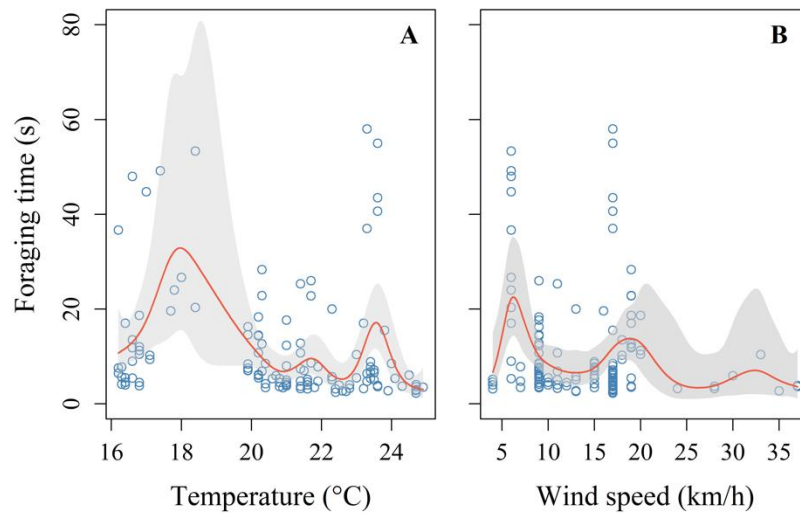 A
B
80
60
40
20
0
Foraging time (s)
16 18 20 22 24
5 10 15 20 25 30 35
Temperature (°C)
Wind speed (km/h)